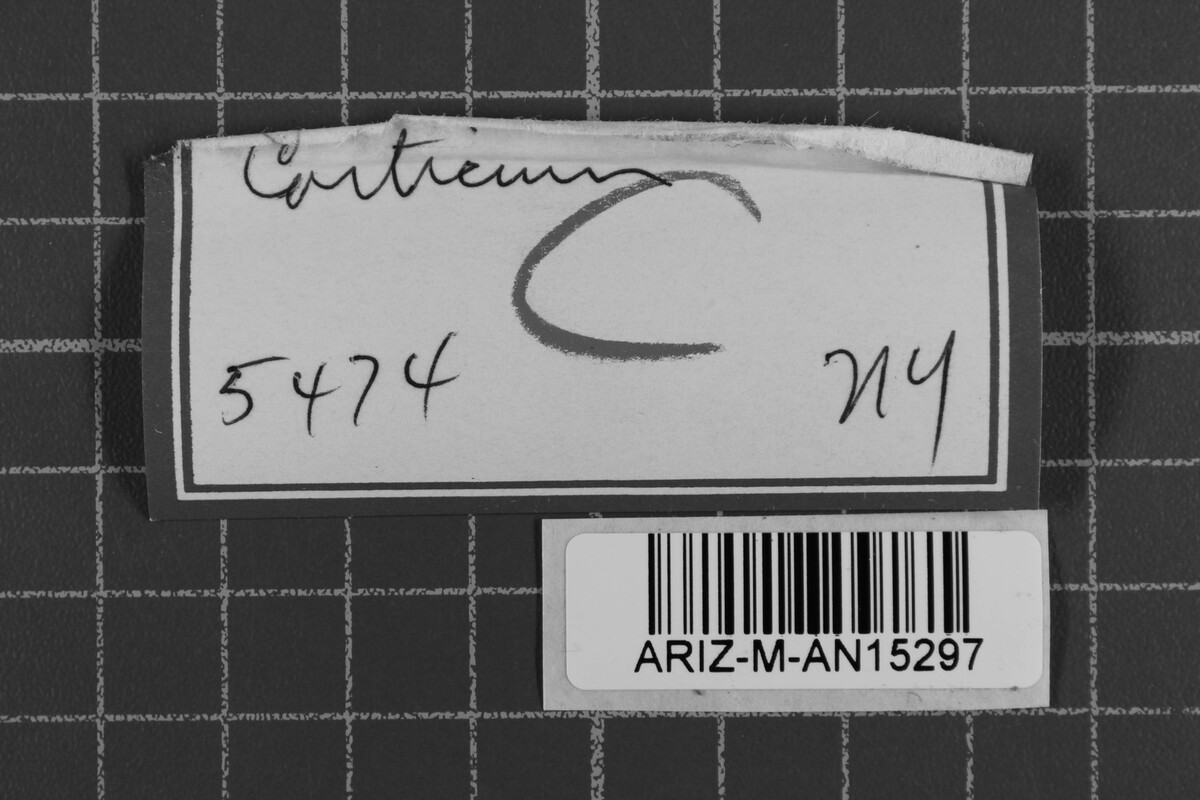 Corticium
C
5474 NY
ARIZ-M-AN15297